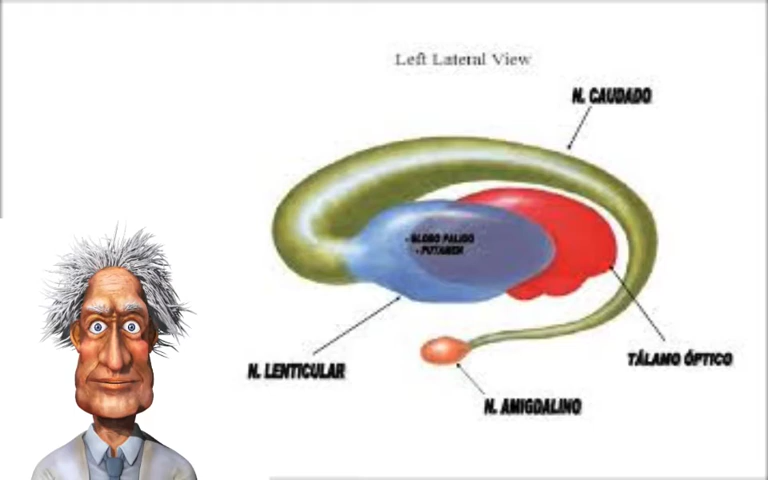 Left Lateral View
N. CAUDADO
- GLOBO PALIDO
- PUTAMEN
N. LENTICULAR
TÁLAMO ÓPTICO
N. AMIGDALINO